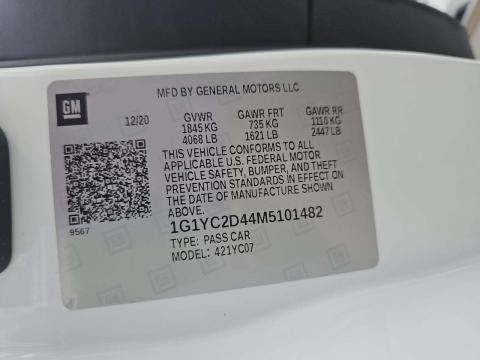 MFD BY GENERAL MOTORS LLC
GM
12/20
GVWR GAWR FRT GAWR RR
1845 KG 735 KG 1110 KG
4068 LB 1621 LB 2447 LB
THIS VEHICLE CONFORMS TO ALL
APPLICABLE U.S. FEDERAL MOTOR
VEHICLE SAFETY, BUMPER, AND THEFT
PREVENTION STANDARDS IN EFFECT ON
THE DATE OF MANUFACTURE SHOWN
ABOVE.
9567
1G1YC2D44M5101482
TYPE: PASS CAR
MODEL: 421YC07